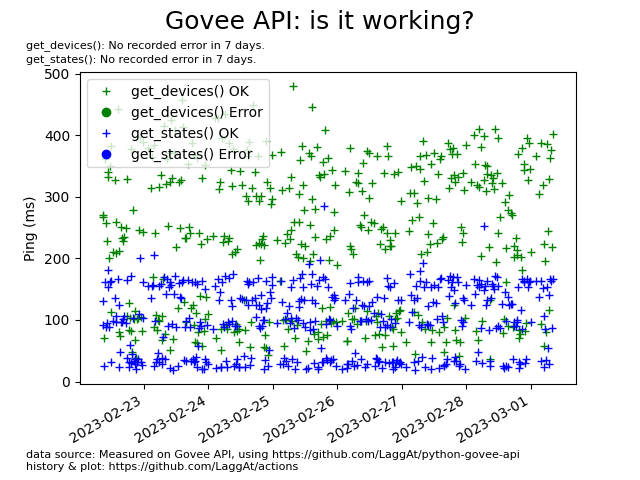 Govee API: is it working?
get_devices(): No recorded error in 7 days.
get_states(): No recorded error in 7 days.
500
400
300
200
100
0
Ping (ms)
get_devices() OK
get_devices() Error
get_states() OK
get_states() Error
2023-02-23
2023-02-24
2023-02-25
2023-02-26
2023-02-27
2023-02-28
2023-03-01
data source: Measured on Govee API, using https://github.com/LaggAt/python-govee-api
history & plot: https://github.com/LaggAt/actions